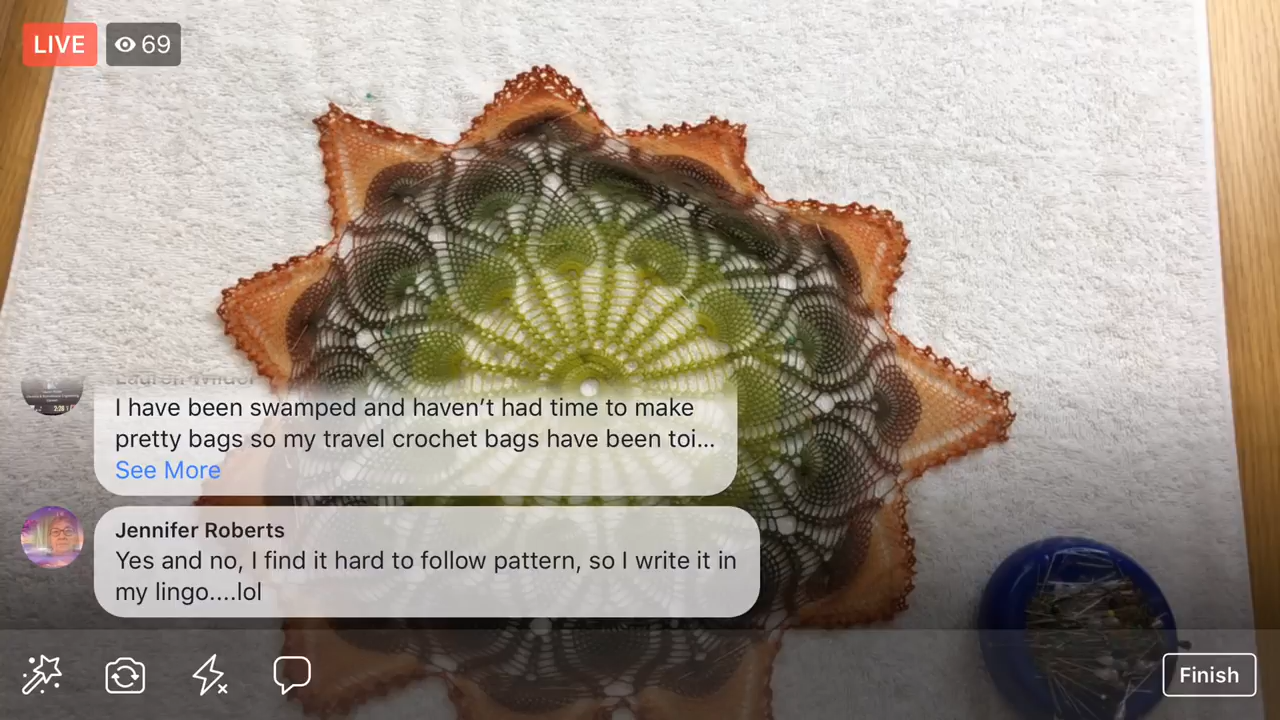 LIVE
69
Lauren Wilder
I have been swamped and haven't had time to make
pretty bags so my travel crochet bags have been toi...
See More
Jennifer Roberts
Yes and no, I find it hard to follow pattern, so I write it in
my lingo....lol
Finish